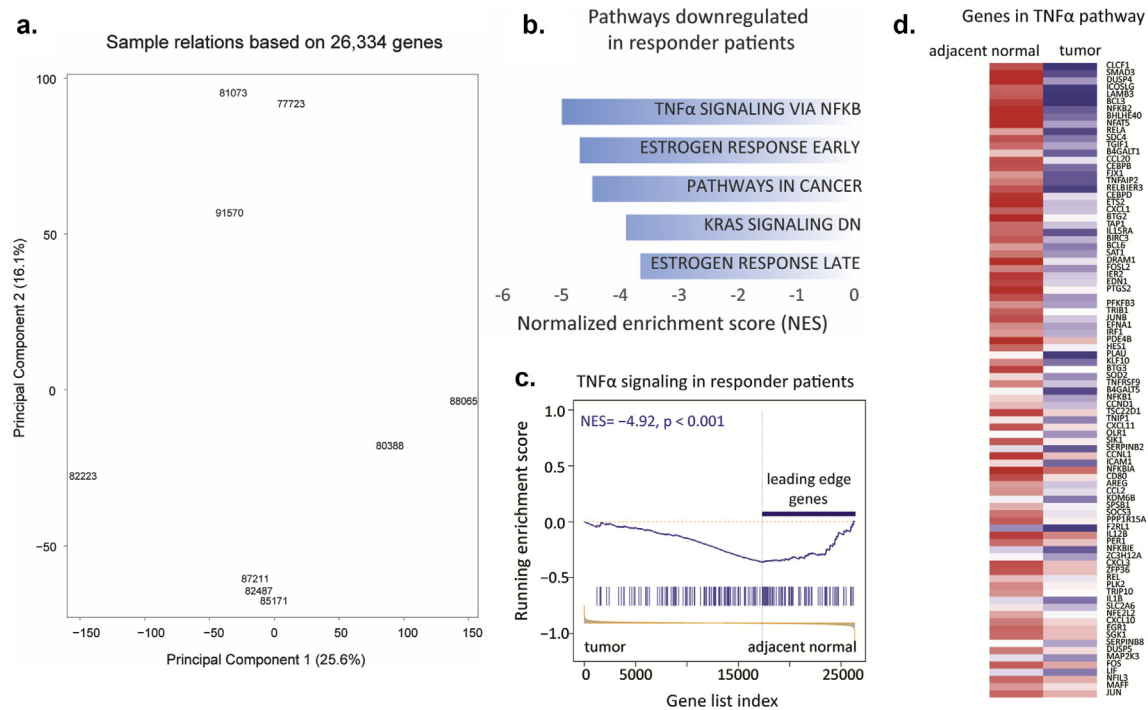 a.
Sample relations based on 26,334 genes
100
50
0
−50
81073
77723
91570
88065
80388
82223
87211
82487
85171
−150
−100
−50
0
50
100
150
Principal Component 2 (16.1%)
Principal Component 1 (25.6%)
b.
Pathways downregulated
in responder patients
TNFα SIGNALING VIA NFKB
ESTROGEN RESPONSE EARLY
PATHWAYS IN CANCER
KRAS SIGNALING DN
ESTROGEN RESPONSE LATE
-6 -5 -4 -3 -2 -1 0
Normalized enrichment score (NES)
c.
TNFα signaling in responder patients
NES= −4.92, p < 0.001
leading edge
genes
1.0
0.5
0.0
−0.5
−1.0
Running enrichment score
tumor
adjacent normal
0 5000 15000 25000
Gene list index
d.
Genes in TNFα pathway
adjacent normal tumor
CLCF1
SMAD3
DUSP4
ICOSLG
LAMB3
BCL3
NFKB2
BHLHE40
NFAT5
RELA
SDC4
TGIF1
B4GALT1
CCL20
CEBPB
FJX1
TNFAIP2
RELBIER3
CEBPD
ETS2
CXCL1
BTG2
TAP1
IL15RA
BIRC3
BCL6
SAT1
DRAM1
FOSL2
IER2
EDN1
PTGS2
PFKFB3
TRIB1
JUNB
EFNA1
IRF1
PDE4B
HES1
PLAU
KLF10
BTG3
SOD2
TNFRSF9
B4GALT5
NFKB1
CCND1
TSC22D1
TNIP1
CXCL11
OLR1
SIK1
SERPINB2
CCNL1
ICAM1
NFKBIA
CD80
AREG
CCL2
KDM6B
SPSB1
SOCS3
PPP1R15A
F2RL1
IL12B
PER1
NFKBIE
ZC3H12A
CXCL3
ZFP36
REL
PLK2
TRIP10
IL1B
SLC2A6
NFE2L2
CXCL10
EGR1
SGK1
SERPINB8
DUSP5
MAP2K3
FOS
LIF
NFIL3
MAFF
JUN